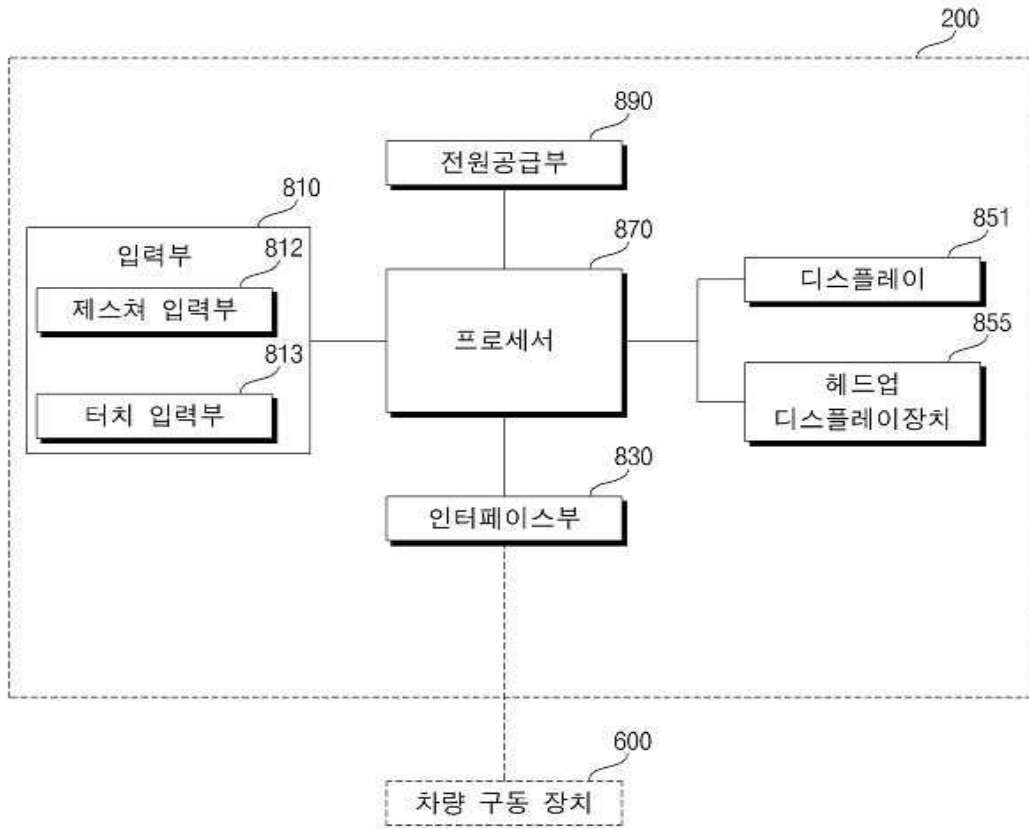 200
890
전원공급부
810
입력부
812
제스쳐 입력부
813
터치 입력부
870
프로세서
851
디스플레이
855
헤드업
디스플레이장치
830
인터페이스부
600
차량 구동 장치